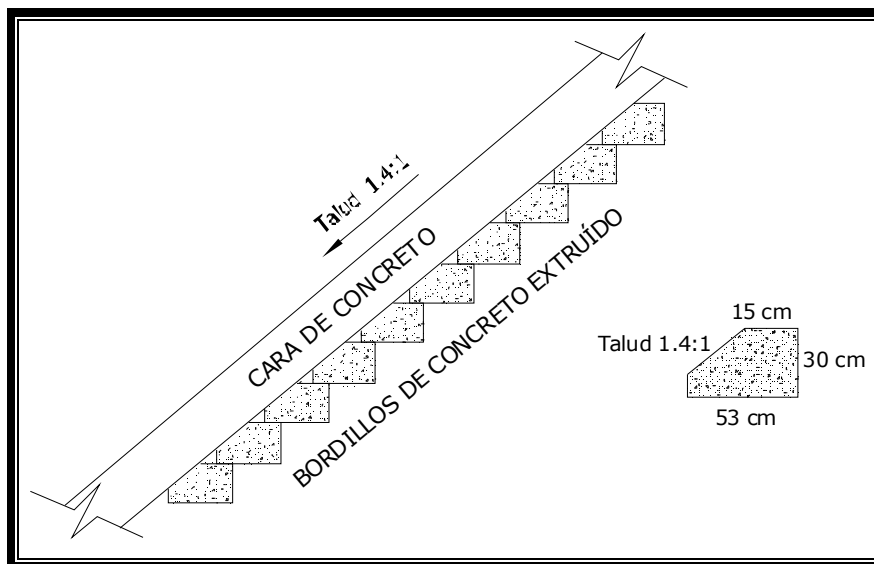 Talud 1.4:1
CARA DE CONCRETO
BORDILLOS DE CONCRETO EXTRUÍDO
15 cm
Talud 1.4:1
30 cm
53 cm